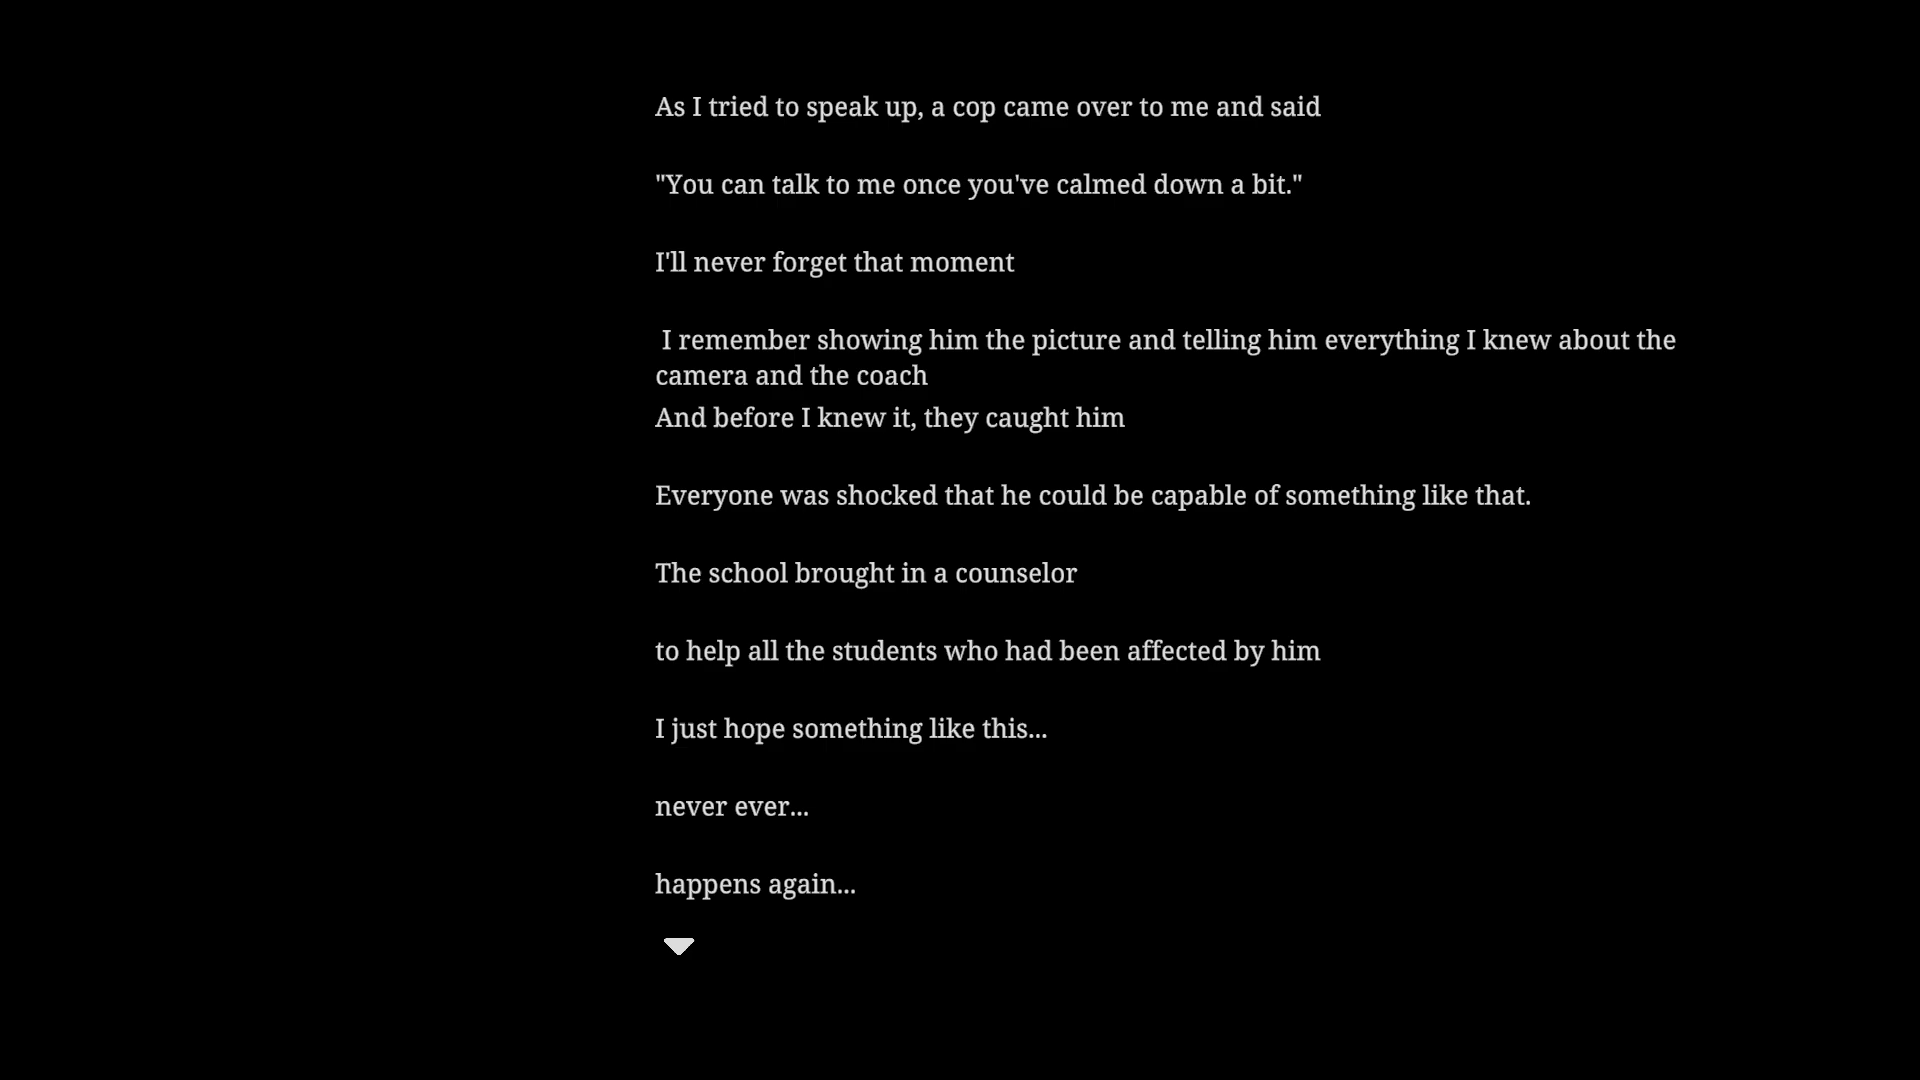 As I tried to speak up, a cop came over to me and said
"You can talk to me once you've calmed down a bit."
I'll never forget that moment
I remember showing him the picture and telling him everything I knew about the
camera and the coach
And before I knew it, they caught him
Everyone was shocked that he could be capable of something like that.
The school brought in a counselor
to help all the students who had been affected by him
I just hope something like this...
never ever...
happens again...